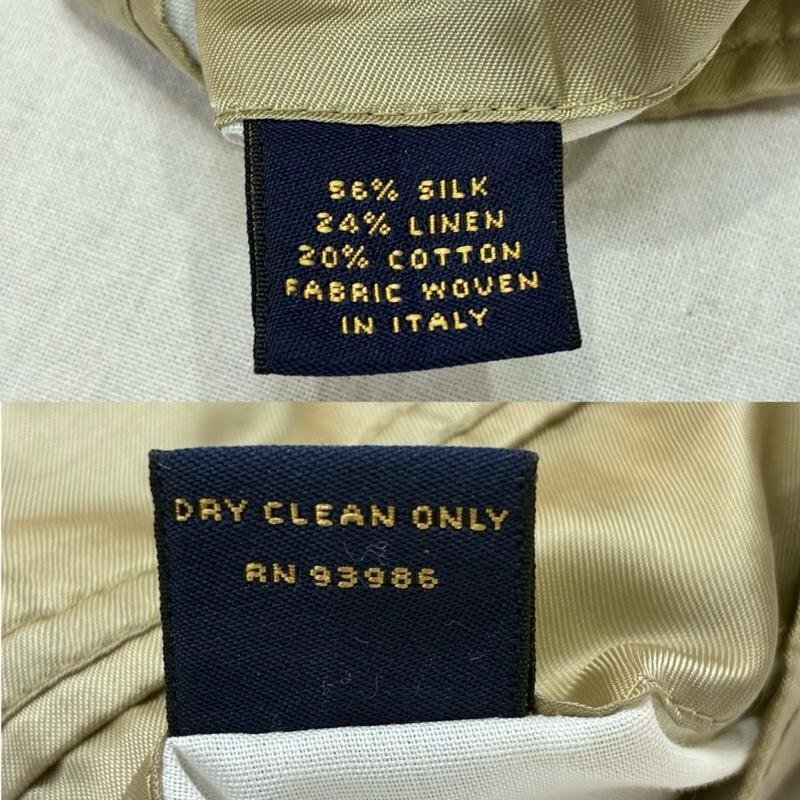 56% SILK
24% LINEN
20% COTTON
FABRIC WOVEN
IN ITALY
DRY CLEAN ONLY
RN 93986